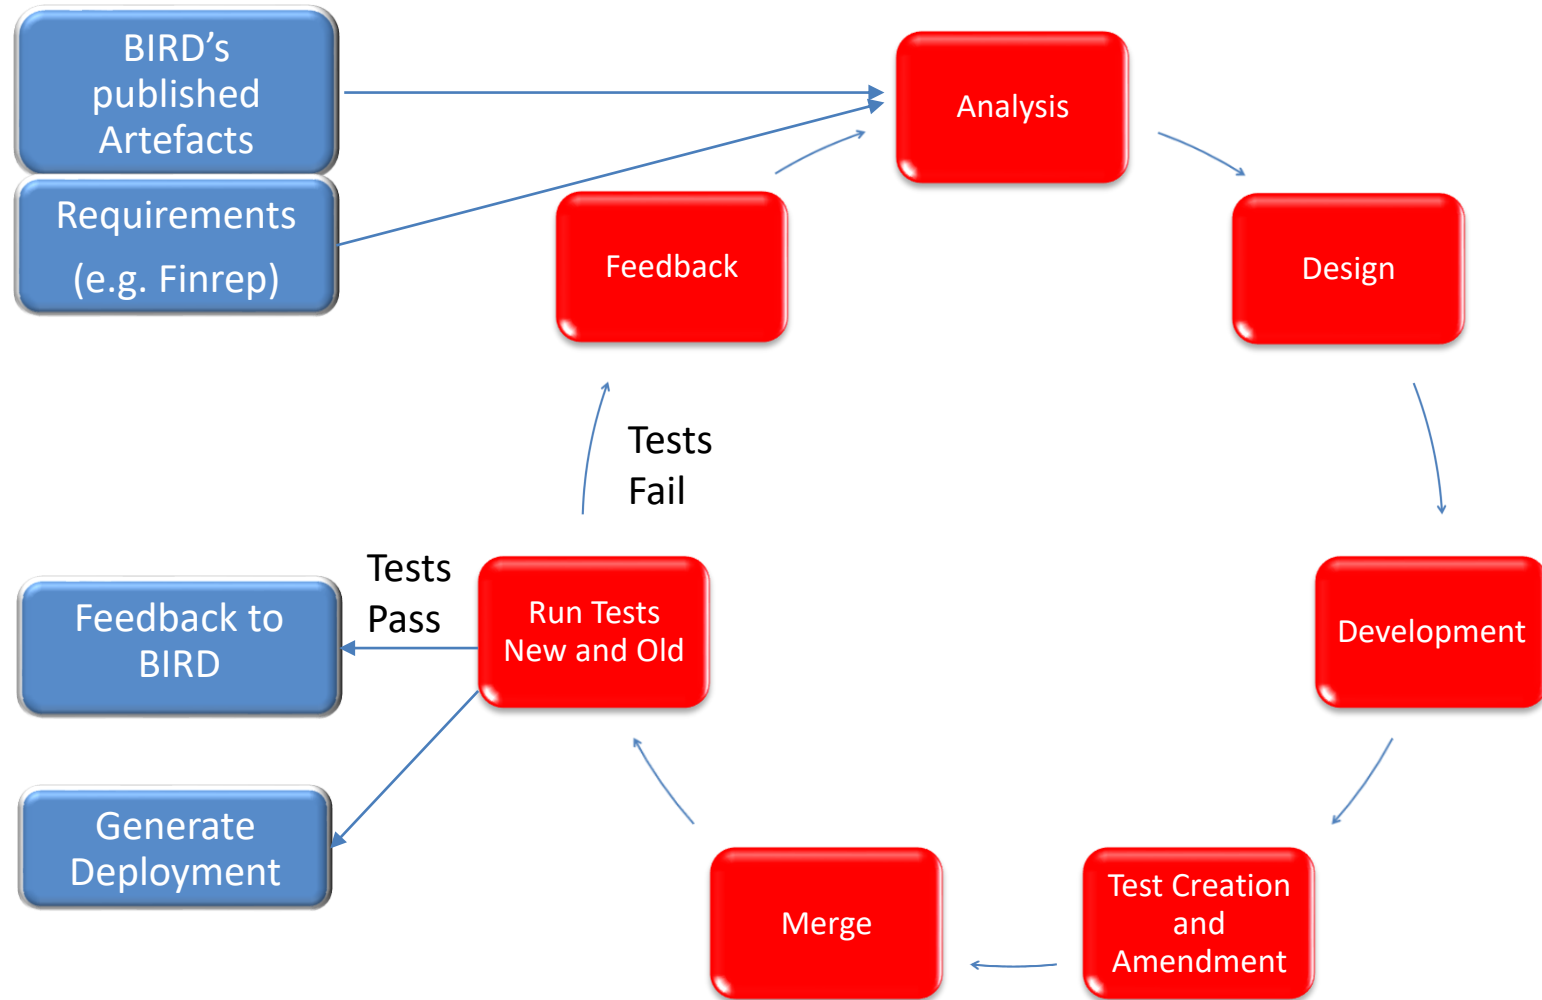 BIRD’s
published
Artefacts
Requirements
(e.g. Finrep)
Analysis
Feedback
Design
Tests
Fail
Tests
Pass
Feedback to
BIRD
Run Tests
New and Old
Development
Generate
Deployment
Merge
Test Creation
and
Amendment